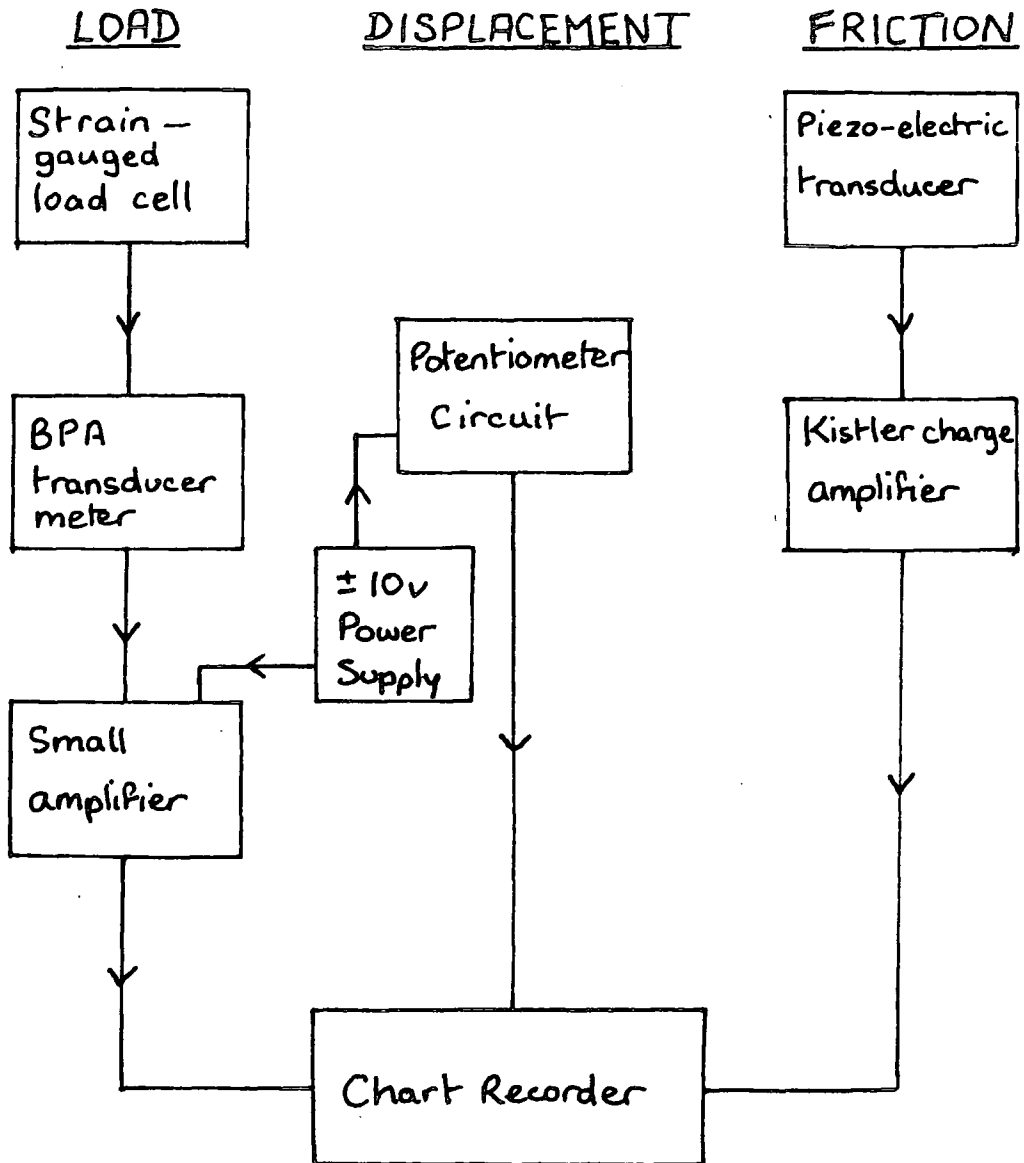 LOAD
DISPLACEMENT
FRICTION
Strain –
gauged
load cell
Piezo-electric
transducer
Potentiometer
Circuit
BPA
transducer
meter
Kistler charge
amplifier
± 10v
Power
Supply
Small
amplifier
Chart Recorder